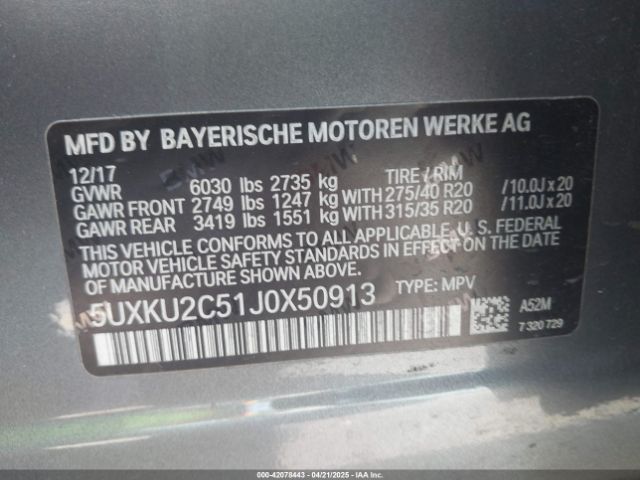 MFD BY BAYERISCHE MOTOREN WERKE AG
12/17 TIRE / RIM
GVWR 6030 lbs 2735 kg
GAWR FRONT 2749 lbs 1247 kg WITH 275/40 R20 /10.0J x 20
GAWR REAR 3419 lbs 1551 kg WITH 315/35 R20 /11.0J x 20
THIS VEHICLE CONFORMS TO ALL APPLICABLE U. S. FEDERAL
MOTOR VEHICLE SAFETY STANDARDS IN EFFECT ON THE DATE
OF MANUFACTURE SHOWN ABOVE.
5UXKU2C51J0X50913 TYPE: MPV
A52M
7 320 729
000-42078443 - 04/21/2025 - IAA Inc.